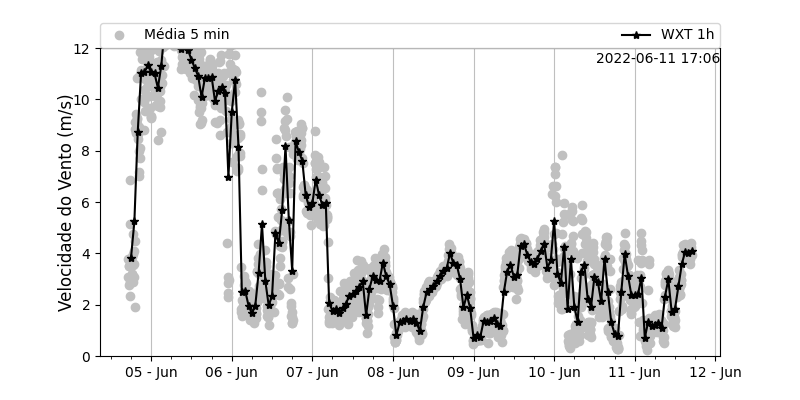 Média 5 min
WXT 1h
2022-06-11 17:06
Velocidade do Vento (m/s)
12
10
8
6
4
2
0
05 - Jun 06 - Jun 07 - Jun 08 - Jun 09 - Jun 10 - Jun 11 - Jun 12 - Jun